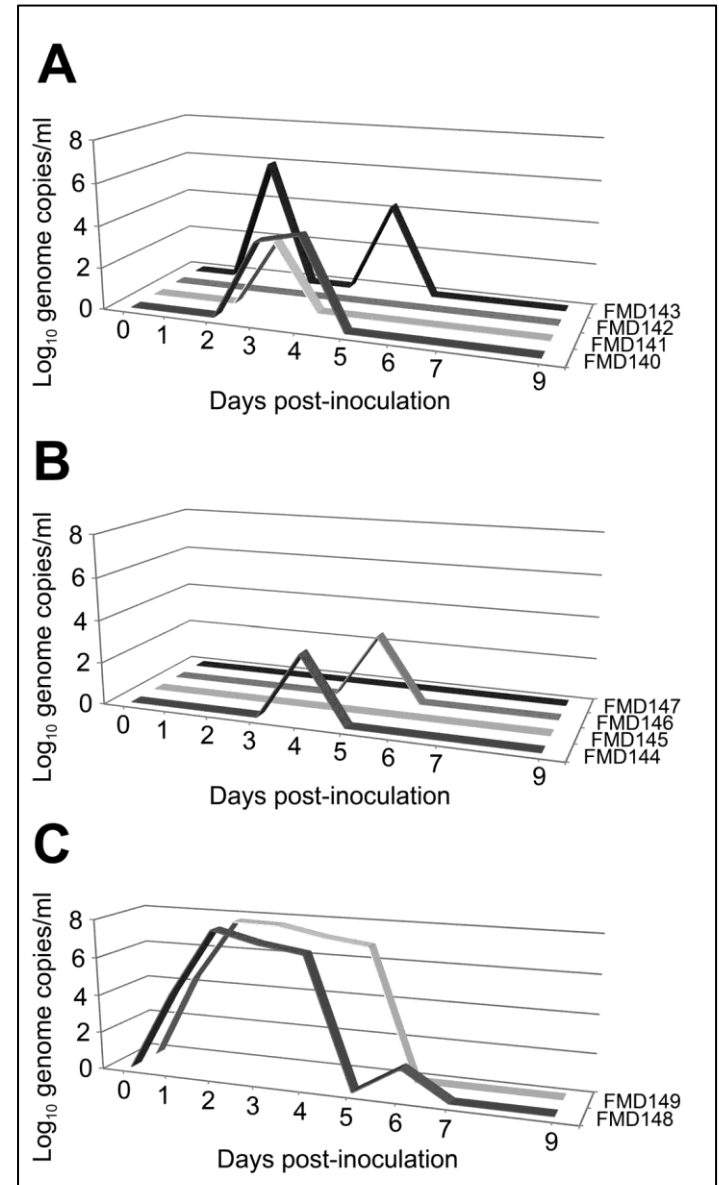 A
Log10 genome copies/ml
8
6
4
2
0
0 1 2 3 4 5 6 7 9
FMD143
FMD142
FMD141
FMD140
Days post-inoculation
B
Log10 genome copies/ml
8
6
4
2
0
0 1 2 3 4 5 6 7 9
FMD147
FMD146
FMD145
FMD144
Days post-inoculation
C
Log10 genome copies/ml
8
6
4
2
0
0 1 2 3 4 5 6 7 9
FMD149
FMD148
Days post-inoculation